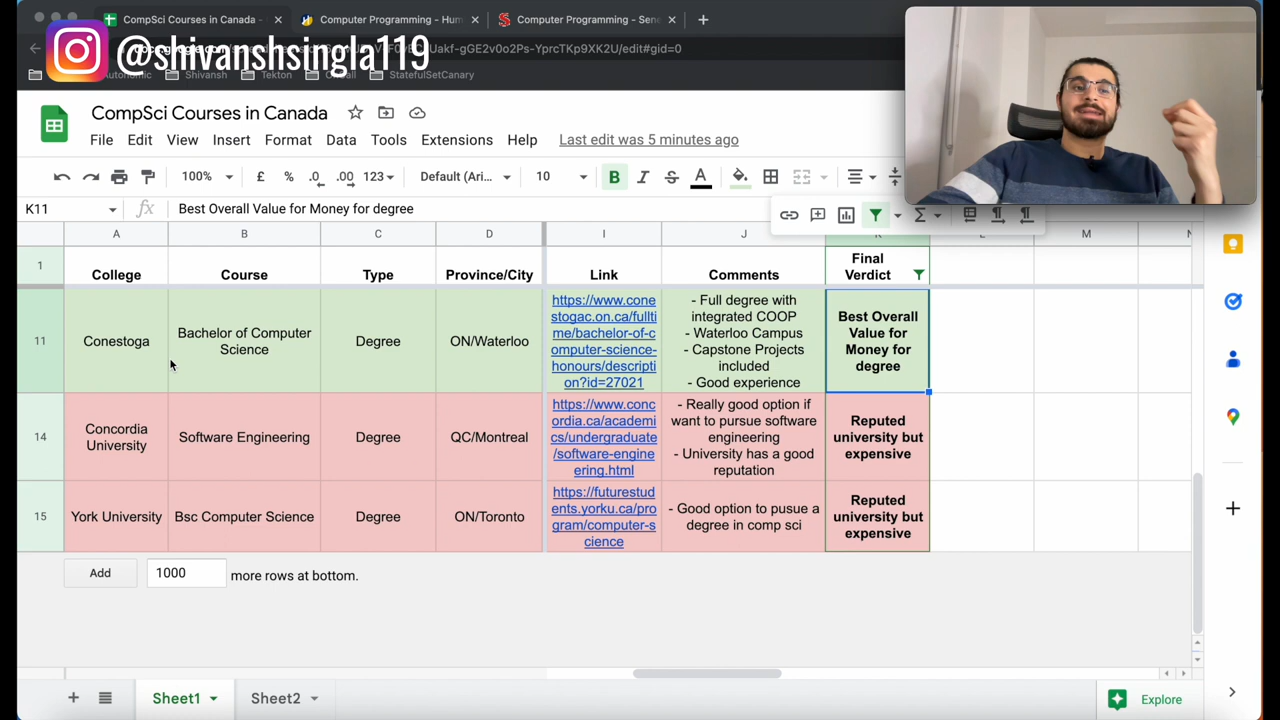 CompSci Courses in Canada -
Computer Programming - Hum
Computer Programming - Sene
@shivanshsingla119
Uakf-gGE2v0o2Ps-YprcTKp9XK2U/edit#gid=0
Shivansh
Tekton
StatefulSetCanary
CompSci Courses in Canada
File Edit View Insert Format Data Tools Extensions Help Last edit was 5 minutes ago
100% £ % .0 .00 123 Default (Ari... 10 B I S A
K11 fx Best Overall Value for Money for degree
A B C D I J K L M N
1 College Course Type Province/City Link Comments Final
Verdict
11 Conestoga Bachelor of Computer
Science
Degree ON/Waterloo
https://www.cone
stogac.on.ca/fullti
me/bachelor-of-c
omputer-science-
honours/descripti
on?id=27021
- Full degree with
integrated COOP
- Waterloo Campus
- Capstone Projects
included
- Good experience
Best Overall
Value for
Money for
degree
14 Concordia
University
Software Engineering Degree QC/Montreal
https://www.conc
ordia.ca/academi
cs/undergraduate
/software-engine
ering.html
- Really good option if
want to pursue software
engineering
- University has a good
reputation
Reputed
university but
expensive
15 York University Bsc Computer Science Degree ON/Toronto
https://futurestud
ents.yorku.ca/pro
gram/computer-s
cience
- Good option to pusue a
degree in comp sci
Reputed
university but
expensive
Add 1000 more rows at bottom.
Sheet1 Sheet2 Explore